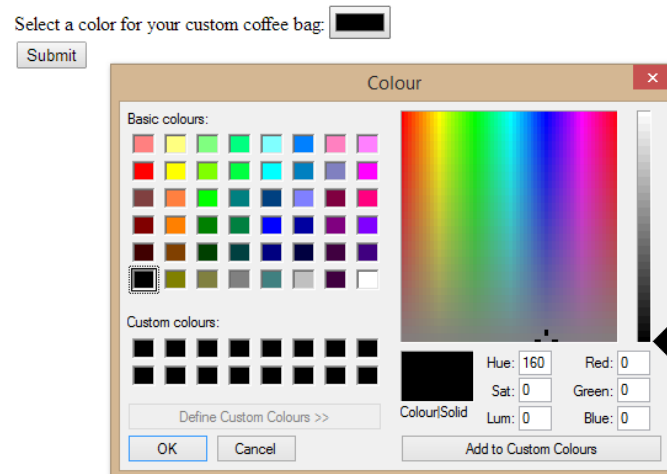 Select a color for your custom coffee bag:
Submit
Colour
Basic colours:
Custom colours:
Define Custom Colours >>
OK Cancel
Colour|Solid
Hue: 160 Red: 0
Sat: 0 Green: 0
Lum: 0 Blue: 0
Add to Custom Colours